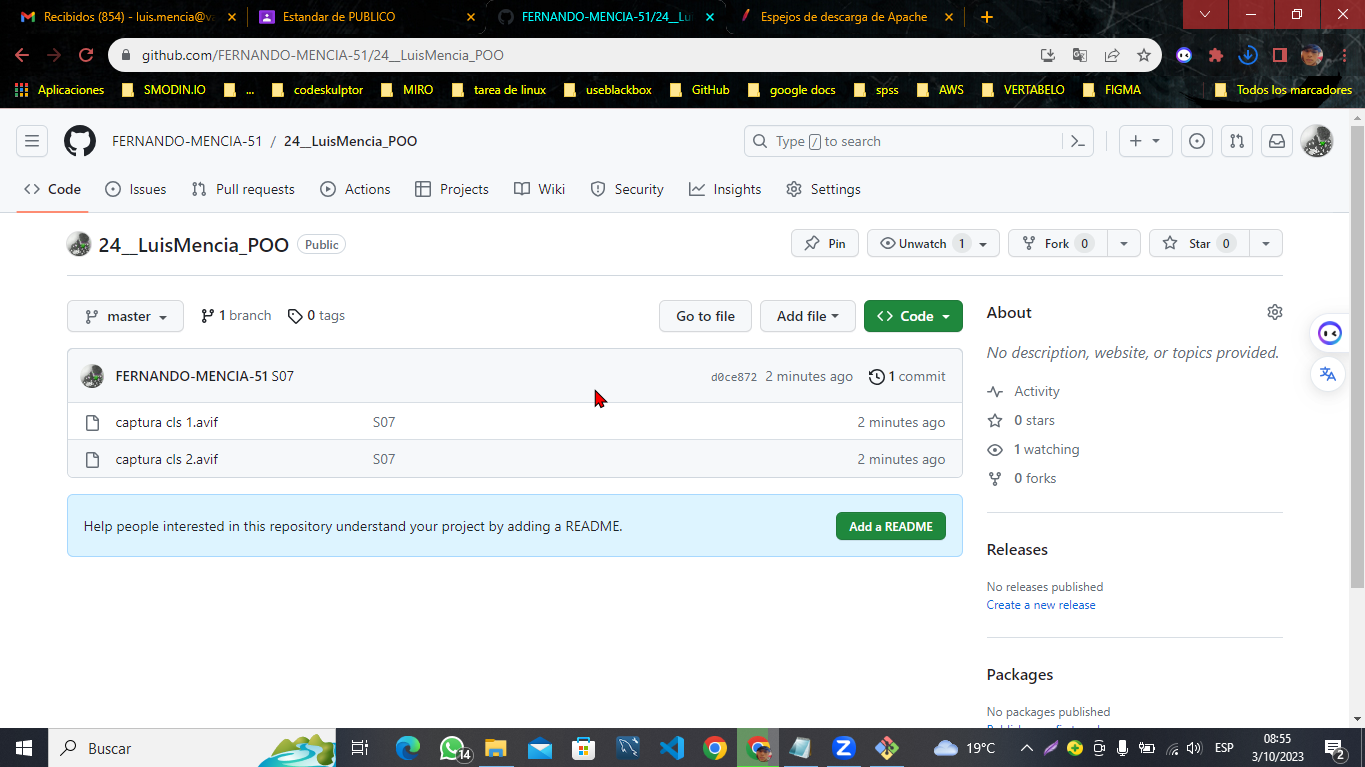 Recibidos (854) - luis.mencia@va
Estandar de PUBLICO
FERNANDO-MENCIA-51/24__Lui
Espejos de descarga de Apache
github.com/FERNANDO-MENCIA-51/24__LuisMencia_POO
Aplicaciones
SMODIN.IO
...
codeskulptor
MIRO
tarea de linux
useblackbox
GitHub
google docs
spss
AWS
VERTABELO
FIGMA
Todos los marcadores
FERNANDO-MENCIA-51 / 24__LuisMencia_POO
Type / to search
Code
Issues
Pull requests
Actions
Projects
Wiki
Security
Insights
Settings
24__LuisMencia_POO Public
Pin
Unwatch 1
Fork 0
Star 0
master
1 branch
0 tags
Go to file
Add file
Code
FERNANDO-MENCIA-51 S07
d0ce872 2 minutes ago
1 commit
captura cls 1.avif S07 2 minutes ago
captura cls 2.avif S07 2 minutes ago
Help people interested in this repository understand your project by adding a README.
Add a README
About
No description, website, or topics provided.
Activity
0 stars
1 watching
0 forks
Releases
No releases published
Create a new release
Packages
No packages published
Buscar
14
19°C
ESP
08:55
3/10/2023
2